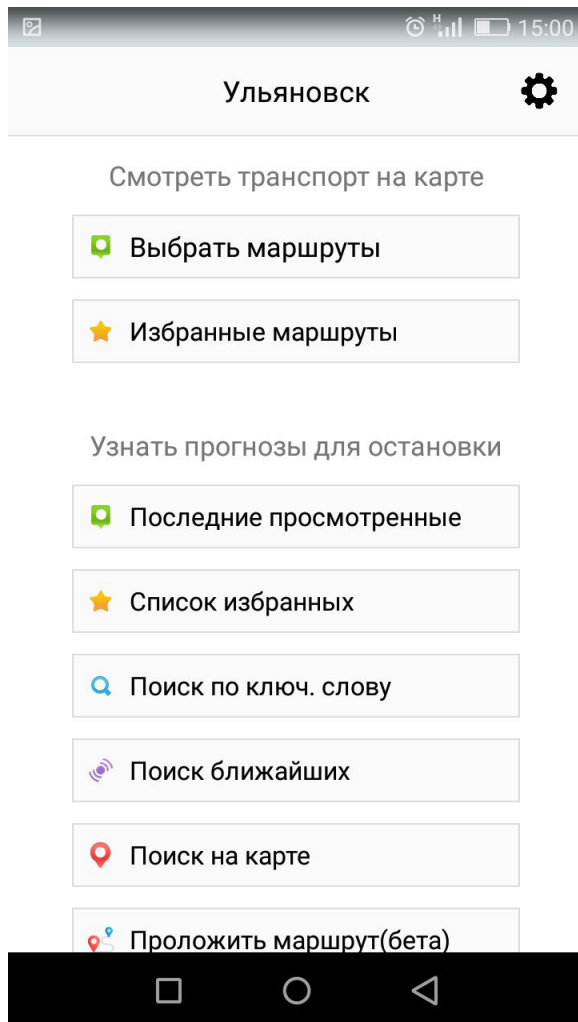 H 15:00
Ульяновск
Смотреть транспорт на карте
Выбрать маршруты
Избранные маршруты
Узнать прогнозы для остановки
Последние просмотренные
Список избранных
Поиск по ключ. слову
Поиск ближайших
Поиск на карте
Проложить маршрут(бета)